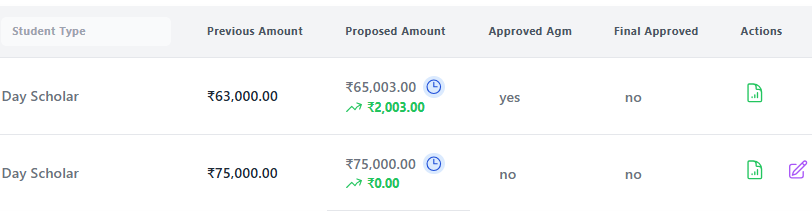 Student Type Previous Amount Proposed Amount Approved Agm Final Approved Actions
Day Scholar ₹63,000.00 ₹65,003.00 yes no
₹2,003.00
Day Scholar ₹75,000.00 ₹75,000.00 no no
₹0.00